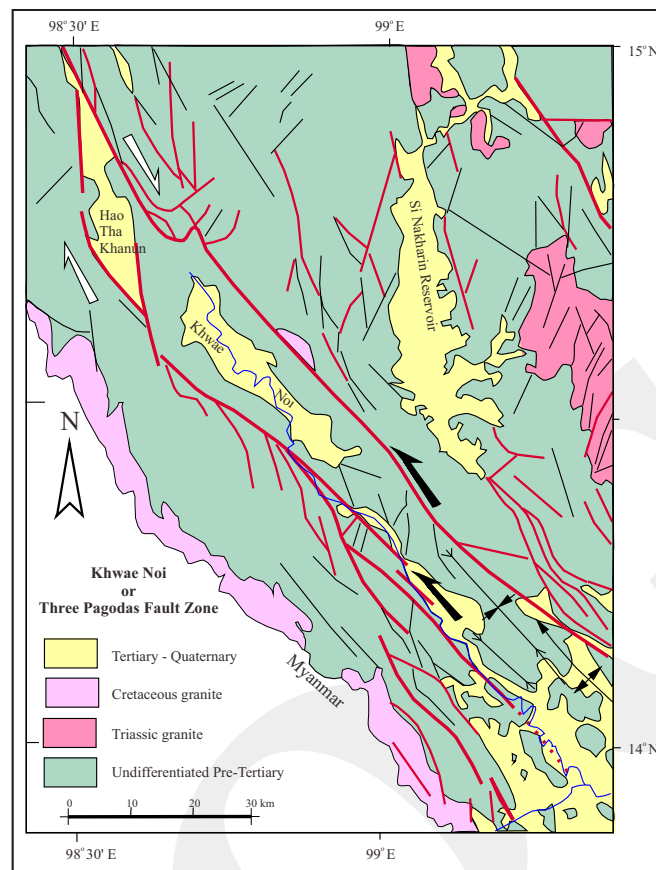 98°30' E
99°E
15°N
Hao
Tha
Khanun
Si Nakharin Reservoir
Khwae
Noi
N
Khwae Noi
or
Three Pagodas Fault Zone
Tertiary - Quaternary
Cretaceous granite
Triassic granite
Undifferentiated Pre-Tertiary
Myanmar
14°N
0 10 20 30 km
98°30' E
99°E